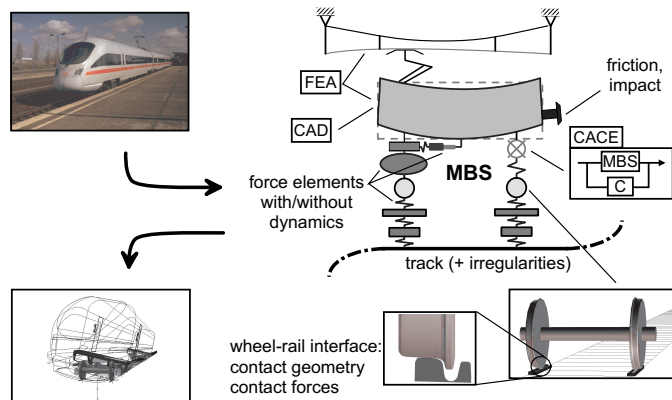 FEA
CAD
friction,
impact
CACE
MBS
C
MBS
force elements
with/without
dynamics
track (+ irregularities)
wheel-rail interface:
contact geometry
contact forces